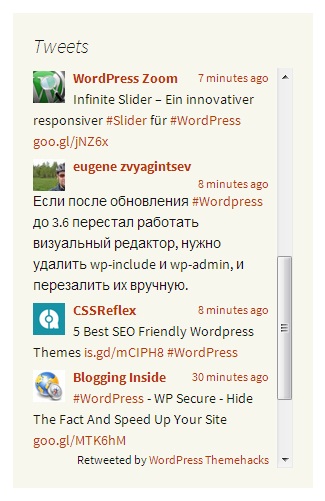 Tweets
WordPress Zoom 7 minutes ago
Infinite Slider – Ein innovativer
responsiver #Slider für #WordPress
goo.gl/jNZ6x
eugene zvyagintsev
8 minutes ago
Если после обновления #Wordpress
до 3.6 перестал работать
визуальный редактор, нужно
удалить wp-include и wp-admin, и
перезалить их вручную.
CSSReflex 8 minutes ago
5 Best SEO Friendly Wordpress
Themes is.gd/mCIPH8 #WordPress
Blogging Inside 30 minutes ago
#WordPress - WP Secure - Hide
The Fact And Speed Up Your Site
goo.gl/MTK6hM
Retweeted by WordPress Themehacks